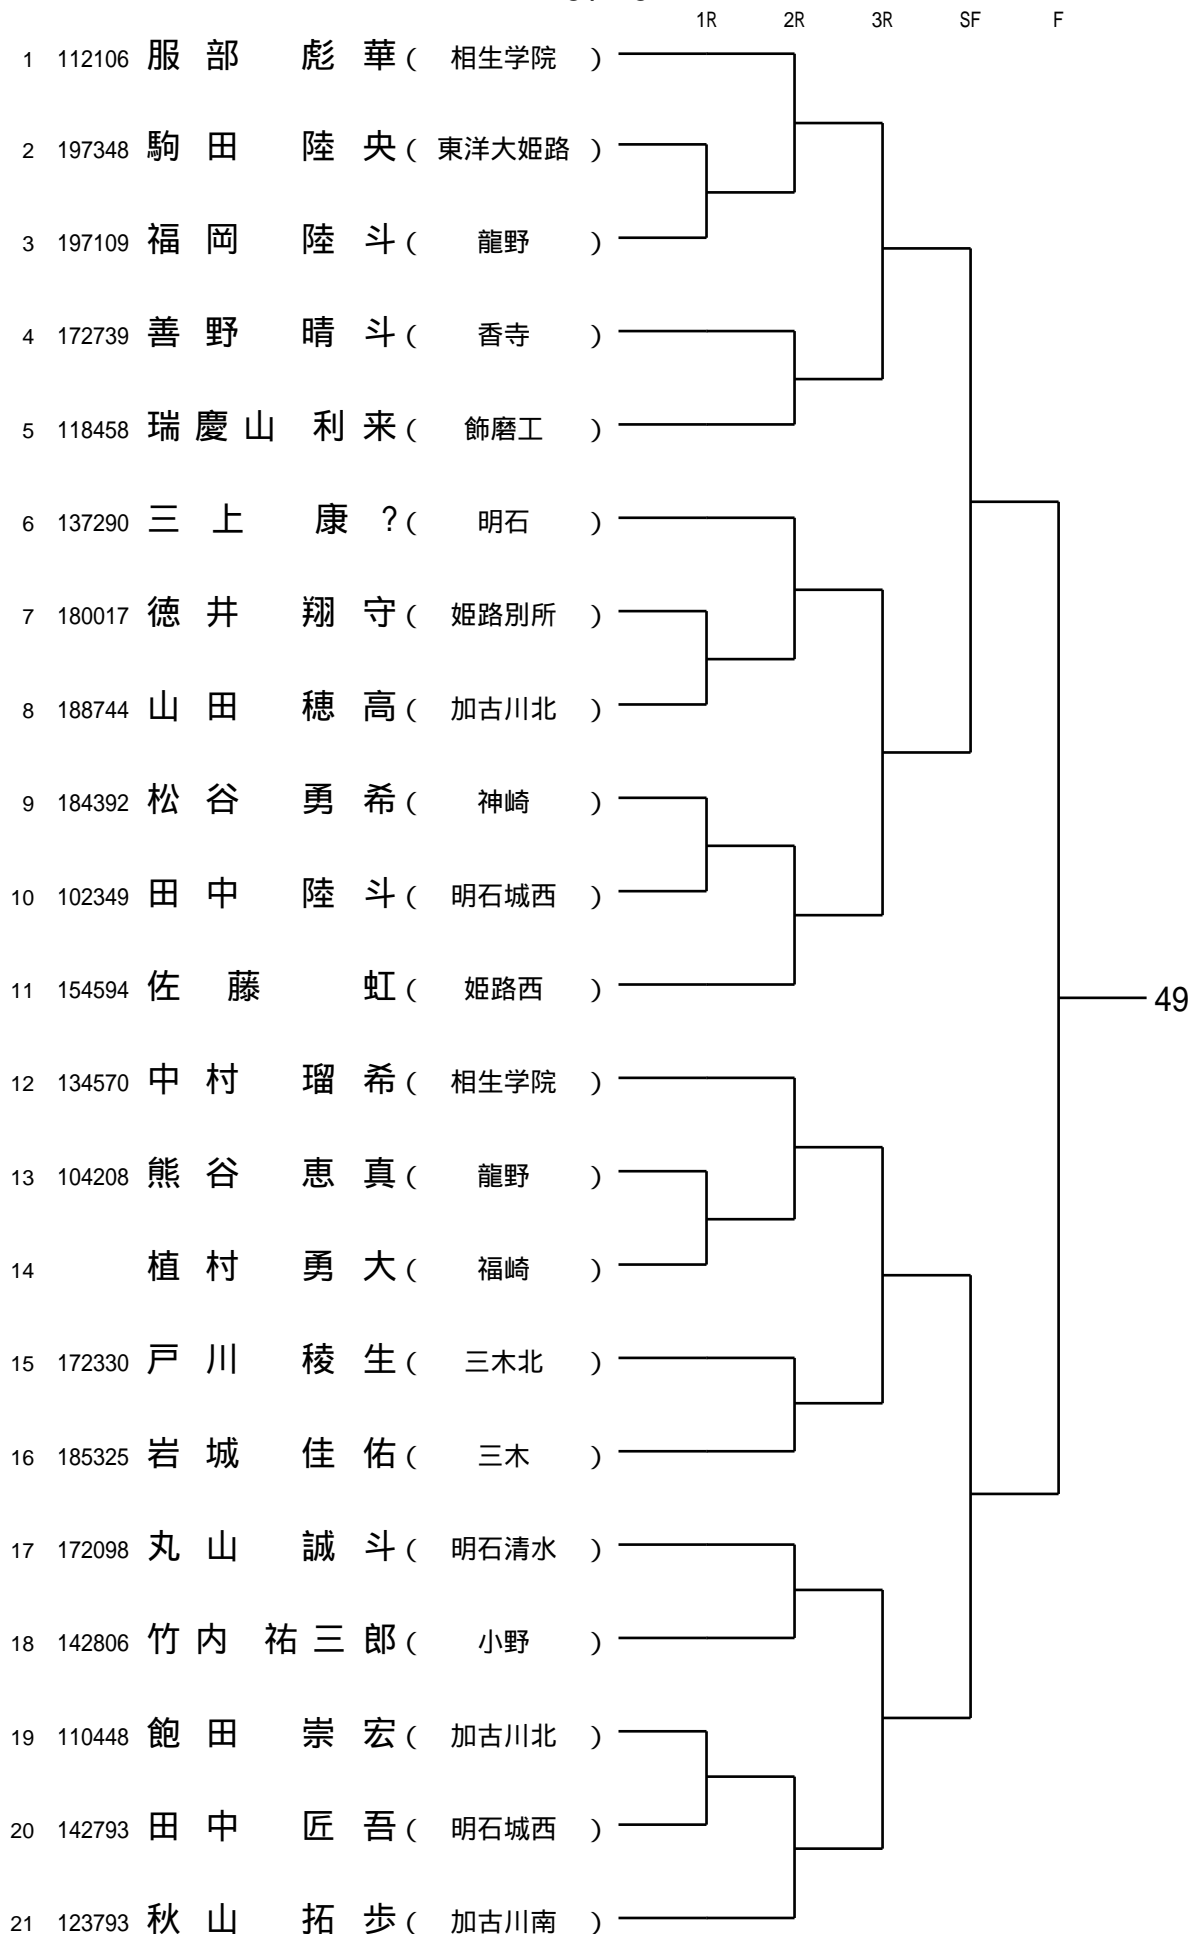 1R 2R 3R SF F
1 112106 服部 彪華 ( 相生学院 )
2 197348 駒田 陸央 ( 東洋大姫路 )
3 197109 福岡 陸斗 ( 龍野 )
4 172739 善野 晴斗 ( 香寺 )
5 118458 瑞慶山 利来 ( 飾磨工 )
6 137290 三上 康? ( 明石 )
7 180017 徳井 翔守 ( 姫路別所 )
8 188744 山田 穂高 ( 加古川北 )
9 184392 松谷 勇希 ( 神崎 )
10 102349 田中 陸斗 ( 明石城西 )
11 154594 佐藤 虹 ( 姫路西 )
49
12 134570 中村 瑠希 ( 相生学院 )
13 104208 熊谷 恵真 ( 龍野 )
14 植村 勇大 ( 福崎 )
15 172330 戸川 稜生 ( 三木北 )
16 185325 岩城 佳佑 ( 三木 )
17 172098 丸山 誠斗 ( 明石清水 )
18 142806 竹内 祐三郎 ( 小野 )
19 110448 飽田 崇宏 ( 加古川北 )
20 142793 田中 匠吾 ( 明石城西 )
21 123793 秋山 拓歩 ( 加古川南 )